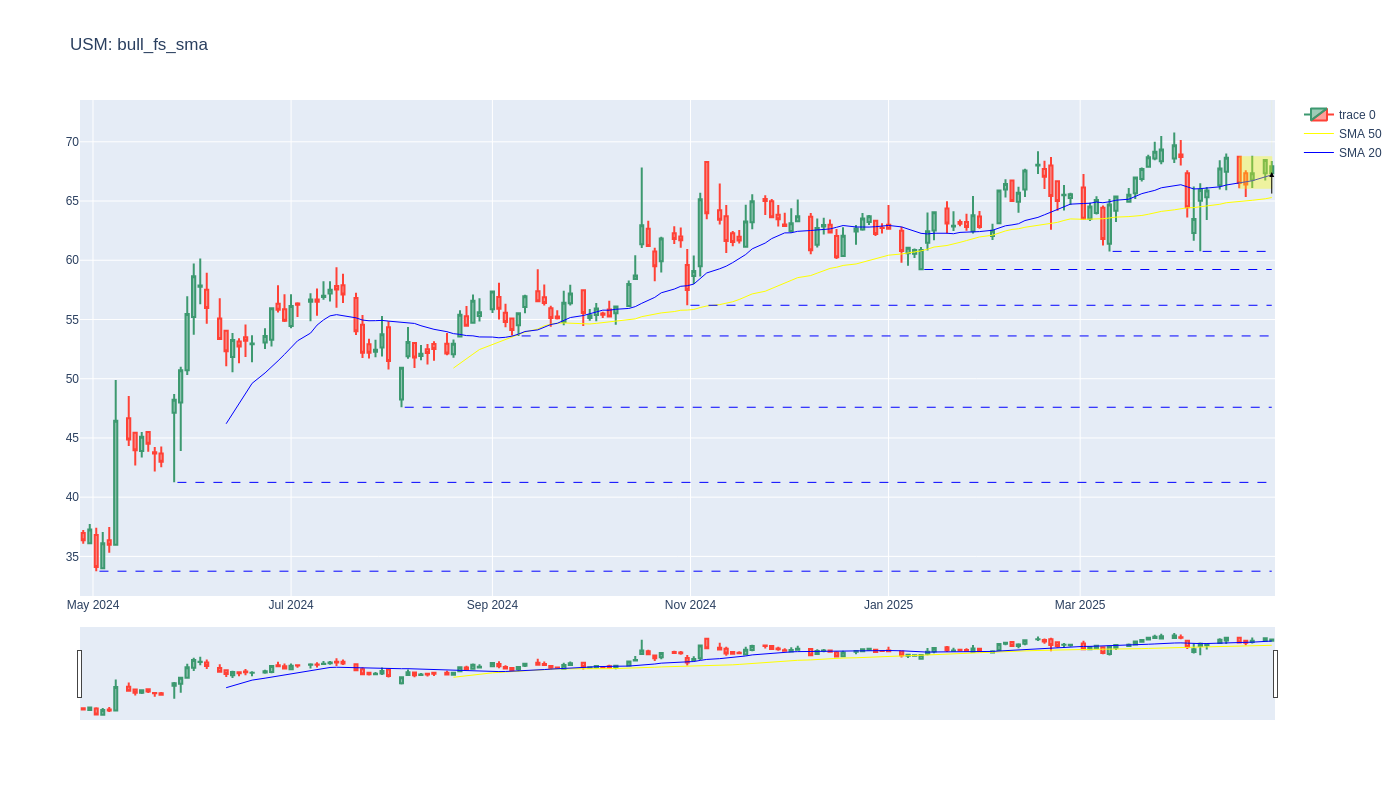 USM: bull_fs_sma
trace 0
SMA 50
SMA 20
70
65
60
55
50
45
40
35
May 2024
Jul 2024
Sep 2024
Nov 2024
Jan 2025
Mar 2025